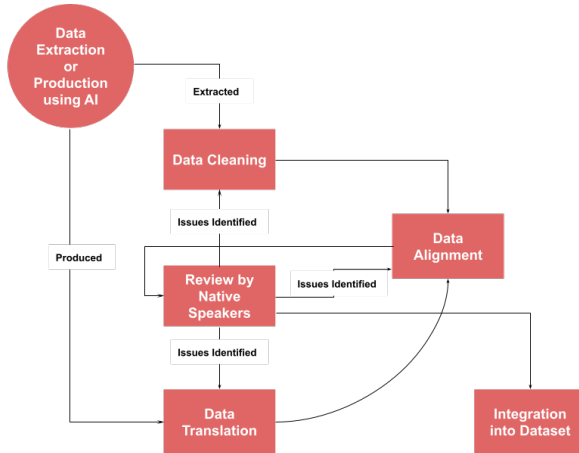 Data
Extraction
or
Production
using AI
Extracted
Data Cleaning
Issues Identified
Data
Alignment
Produced
Review by
Native
Speakers
Issues Identified
Issues Identified
Data
Translation
Integration
into Dataset